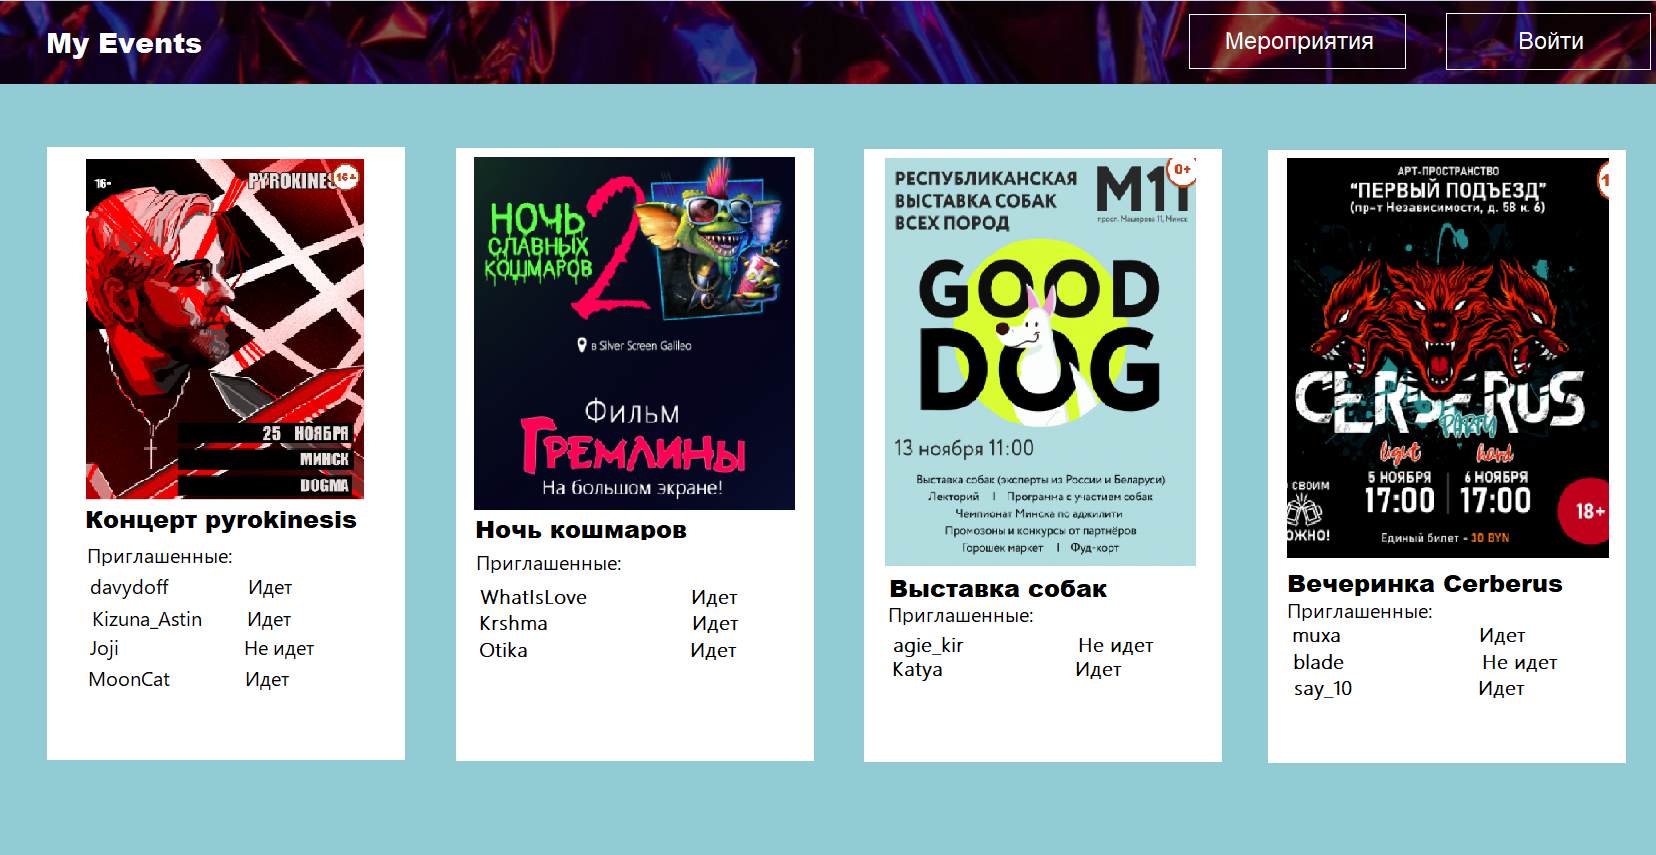 My Events
Мероприятия
Войти
16+
PYROKINES
16+
25 НОЯБРЯ
МИНСК
DOGMA
Концерт pyrokinesis
Приглашенные:
davydoff Идет
Kizuna_Astin Идет
Joji Не идет
MoonCat Идет
НОЧЬ
СЛАВНЫХ
КОШМАРОВ
2
в Silver Screen Galileo
Фильм
ГРЕМЛИНЫ
На большом экране!
Ночь кошмаров
Приглашенные:
WhatIsLove Идет
Krshma Идет
Otika Идет
РЕСПУБЛИКАНСКАЯ
ВЫСТАВКА СОБАК
ВСЕХ ПОРОД
M11
просп. Машерова 11, Минск
0+
GOOD
DOG
13 ноября 11:00
Выставка собак (эксперты из России и Беларуси)
Лекторий | Программа с участием собак
Чемпионат Минска по аджилити
Промозоны и конкурсы от партнёров
Горошек маркет | Фуд-корт
Выставка собак
Приглашенные:
agie_kir Не идет
Katya Идет
АРТ-ПРОСТРАНСТВО
“ПЕРВЫЙ ПОДЪЕЗД”
(пр-т Независимости, д. 58 к. 6)
CERBERUS
PARTY
light hard
5 НОЯБРЯ 6 НОЯБРЯ
17:00 | 17:00
СВОИМ
ОЖНО!
18+
Единый билет - 30 BYN
Вечеринка Cerberus
Приглашенные:
muxa Идет
blade Не идет
say_10 Идет